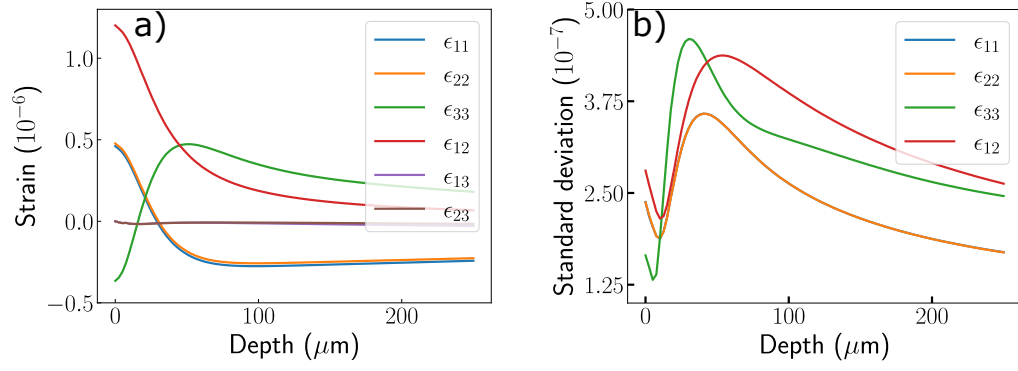 a)
Strain (10⁻⁶)
1.0
0.5
0.0
−0.5
0
100
200
Depth (μm)
ϵ₁₁
ϵ₂₂
ϵ₃₃
ϵ₁₂
ϵ₁₃
ϵ₂₃
b)
Standard deviation (10⁻⁷)
5.00
3.75
2.50
1.25
0
100
200
Depth (μm)
ϵ₁₁
ϵ₂₂
ϵ₃₃
ϵ₁₂